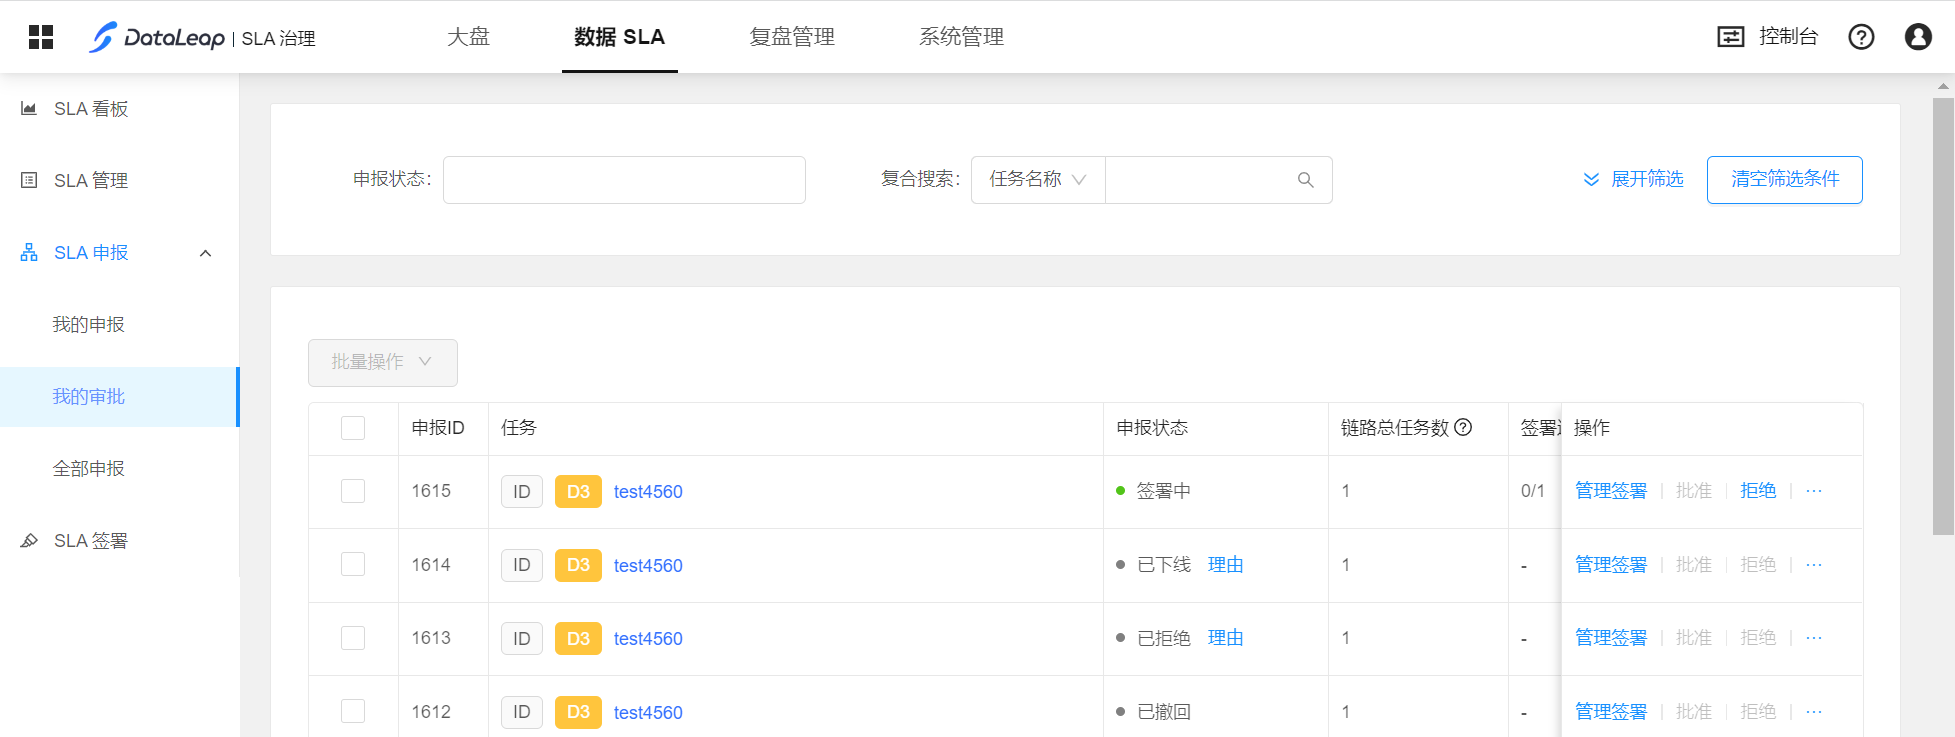 DataLeap | SLA 治理 大盘 数据 SLA 复盘管理 系统管理 控制台
SLA 看板
SLA 管理
SLA 申报
我的申报
我的审批
全部申报
SLA 签署
申报状态: 复合搜索: 任务名称 展开筛选 清空筛选条件
批量操作
申报ID 任务 申报状态 链路总任务数 签署 操作
1615 ID D3 test4560 签署中 1 0/1 管理签署 批准 拒绝 ···
1614 ID D3 test4560 已下线 理由 1 - 管理签署 批准 拒绝 ···
1613 ID D3 test4560 已拒绝 理由 1 - 管理签署 批准 拒绝 ···
1612 ID D3 test4560 已撤回 1 - 管理签署 批准 拒绝 ···